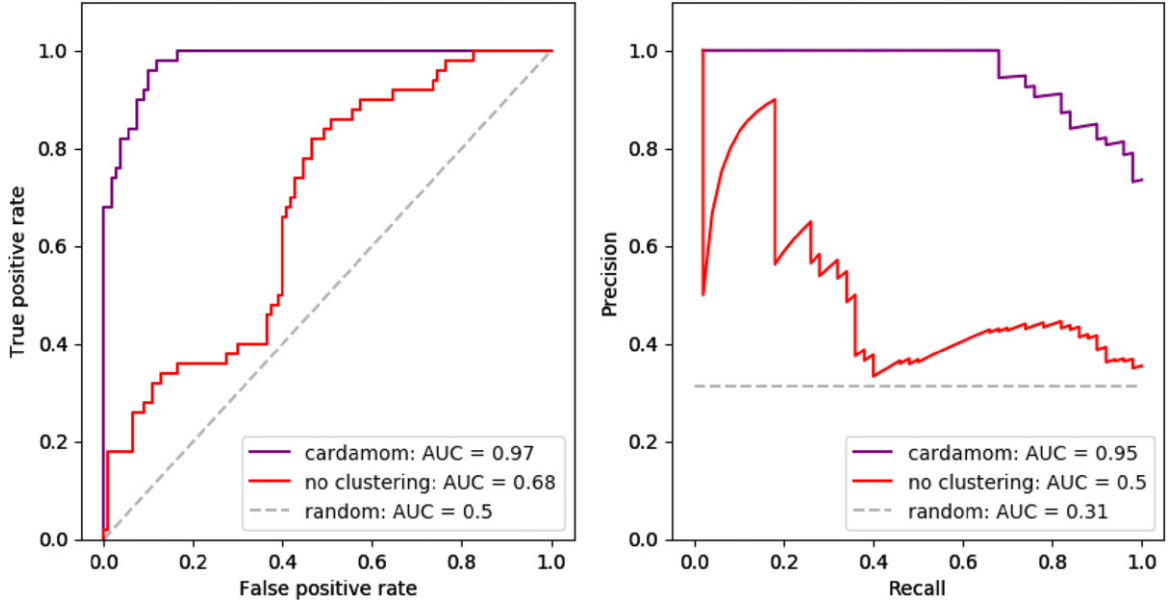 1.0
0.8
0.6
0.4
0.2
0.0
True positive rate
0.0 0.2 0.4 0.6 0.8 1.0
False positive rate
cardamom: AUC = 0.97
no clustering: AUC = 0.68
random: AUC = 0.5
1.0
0.8
0.6
0.4
0.2
0.0
Precision
0.0 0.2 0.4 0.6 0.8 1.0
Recall
cardamom: AUC = 0.95
no clustering: AUC = 0.5
random: AUC = 0.31